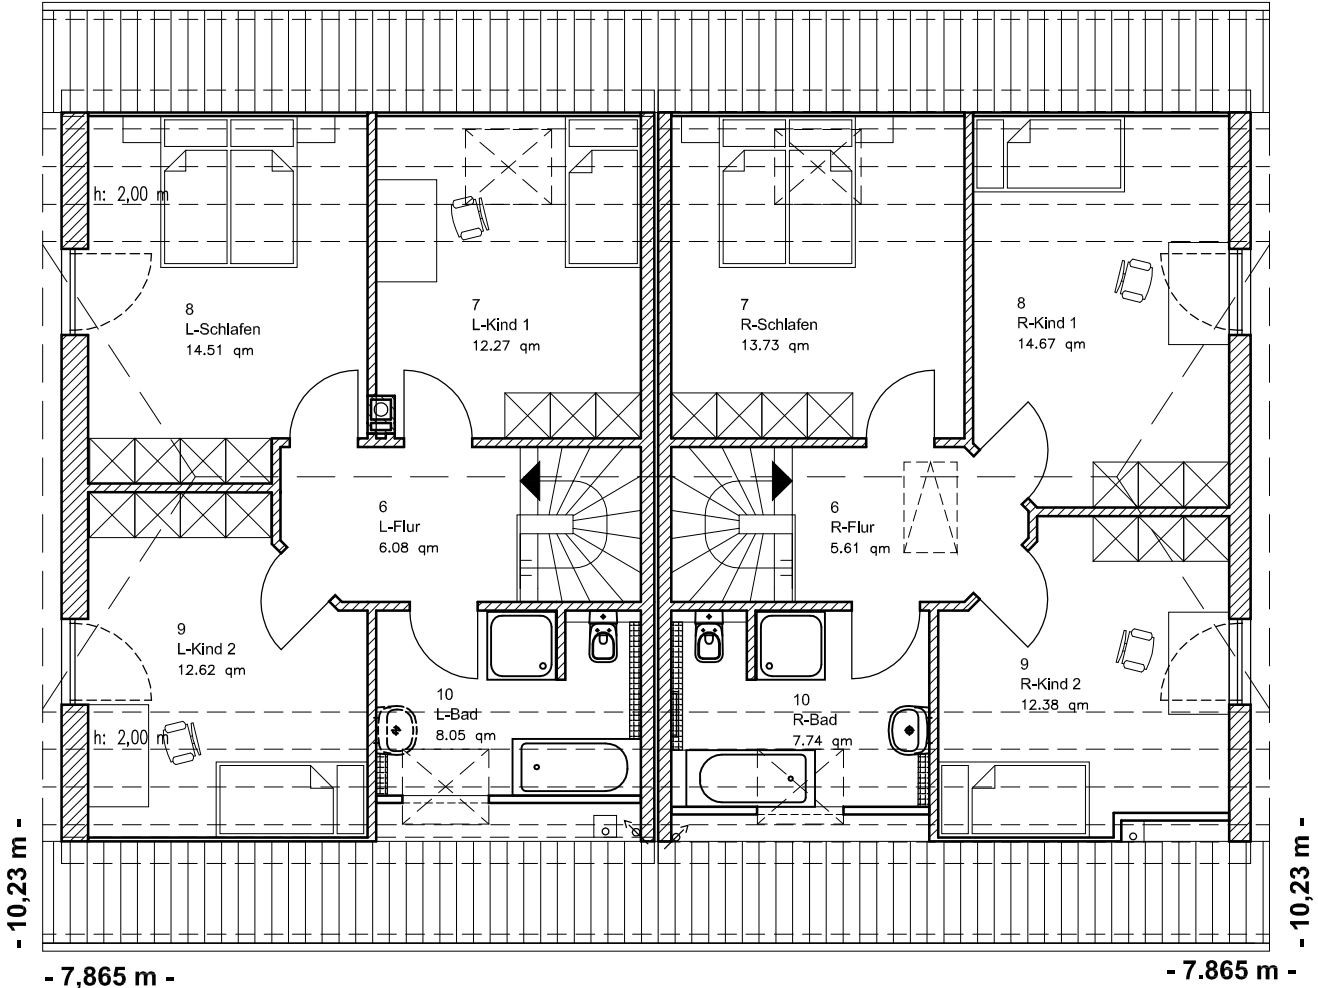 h: 2,00 m
8
L-Schlafen
14.51 qm
7
L-Kind 1
12.27 qm
7
R-Schlafen
13.73 qm
8
R-Kind 1
14.67 qm
6
L-Flur
6.08 qm
6
R-Flur
5.61 qm
9
L-Kind 2
12.62 qm
10
L-Bad
8.05 qm
10
R-Bad
7.74 qm
9
R-Kind 2
12.38 qm
h: 2,00 m
- 10,23 m -
- 10,23 m -
- 7,865 m -
- 7.865 m -